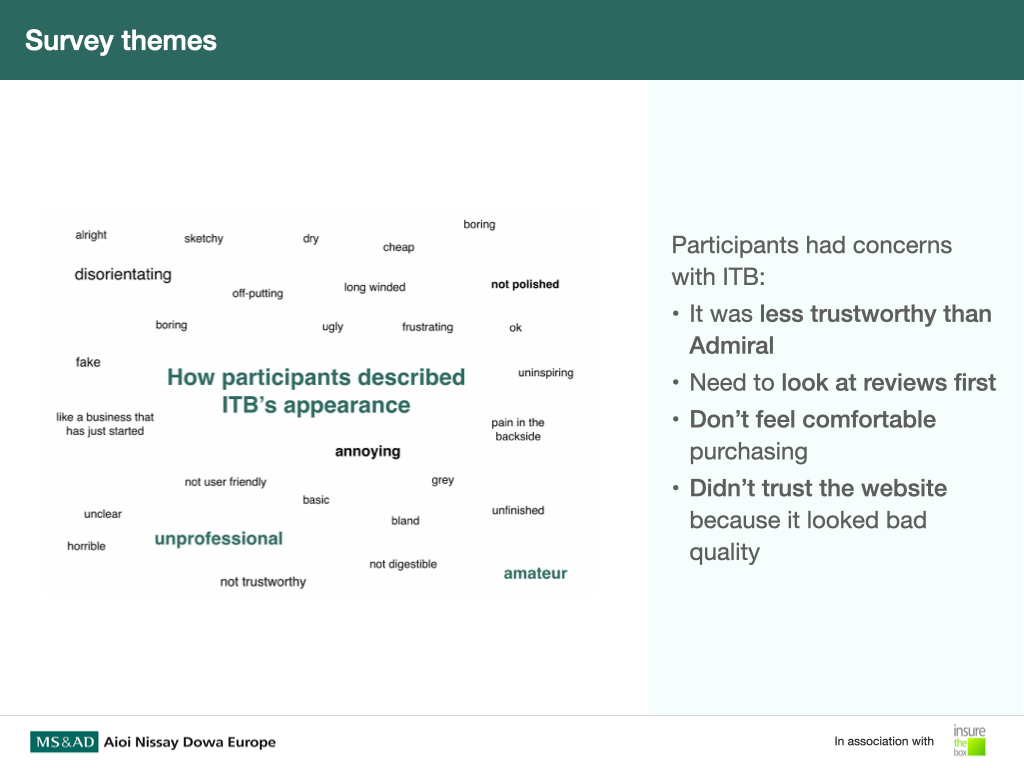 Survey themes
boring
alright
sketchy
dry
cheap
disorientating
off-putting
long winded
not polished
boring
ugly
frustrating
ok
fake
How participants described
ITB's appearance
uninspiring
like a business that
has just started
pain in the
backside
annoying
not user friendly
grey
basic
unclear
bland
unfinished
horrible
unprofessional
not digestible
amateur
not trustworthy
Participants had concerns
with ITB:
• It was less trustworthy than
Admiral
• Need to look at reviews first
• Don't feel comfortable
purchasing
• Didn't trust the website
because it looked bad
quality
MS&AD Aioi Nissay Dowa Europe
In association with
insure
the
box